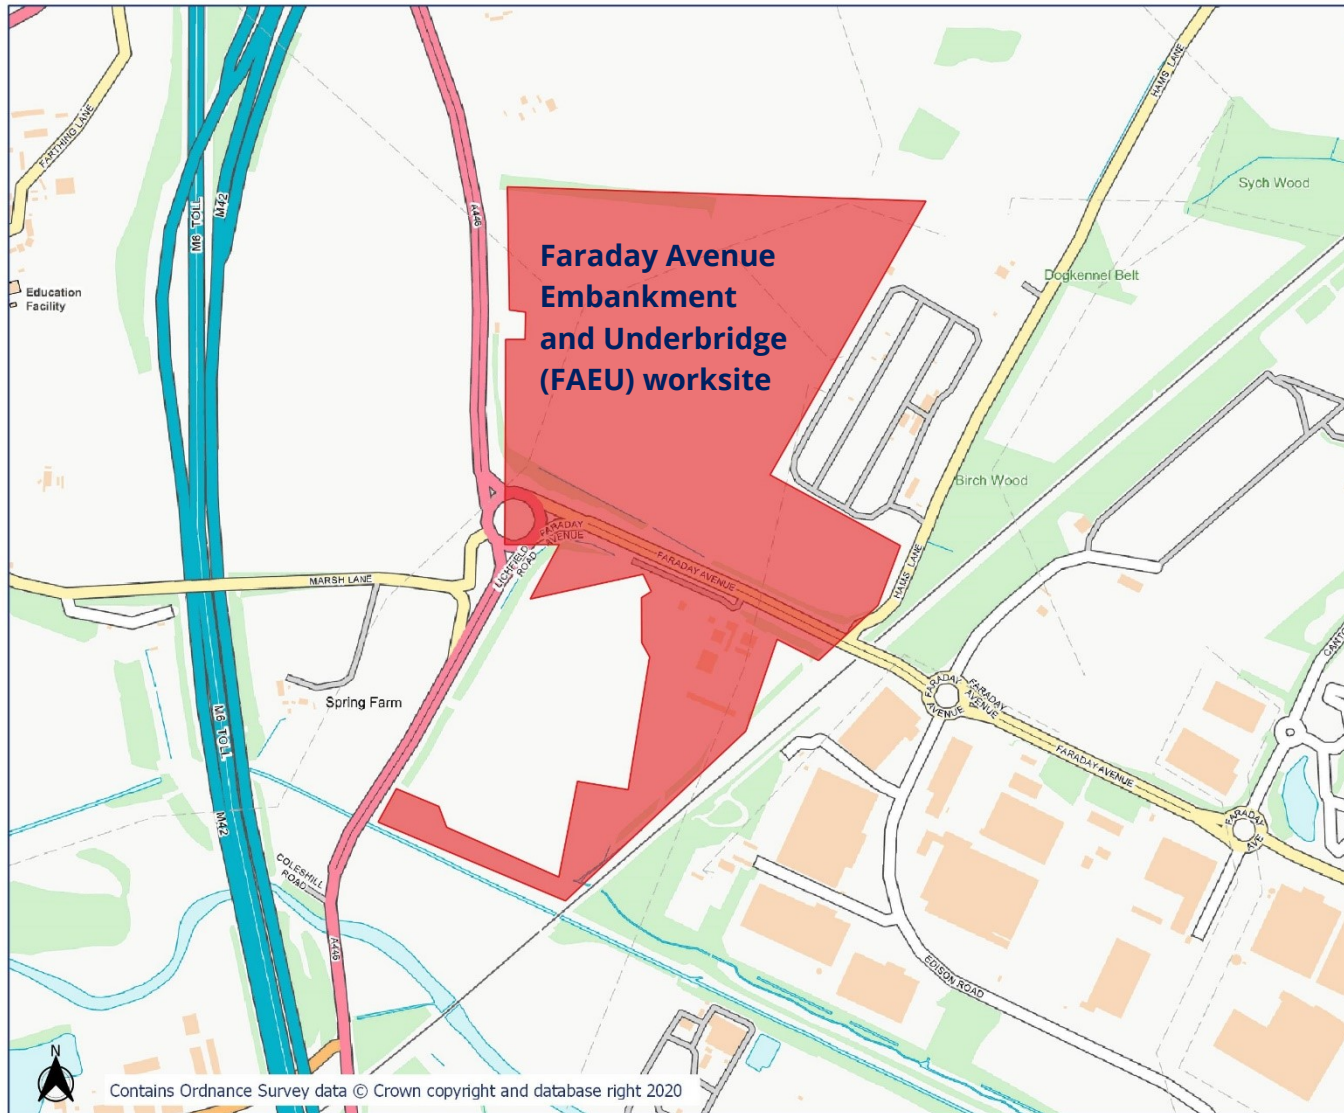 FARTHING LANE
M6 TOLL
M42
A446
HAMS LANE
Sych Wood
Education
Facility
Faraday Avenue
Embankment
and Underbridge
(FAEU) worksite
Dogkennel Belt
Birch Wood
FARADAY
AVENUE
LICHFIELD
ROAD
FARADAY AVENUE
MARSH LANE
HAMS LANE
Spring Farm
FARADAY
AVENUE
FARADAY
AVENUE
M6 TOLL
FARADAY AVENUE
M42
FARADAY
AVE
COLESHILL
ROAD
A446
EDISON ROAD
N
Contains Ordnance Survey data © Crown copyright and database right 2020